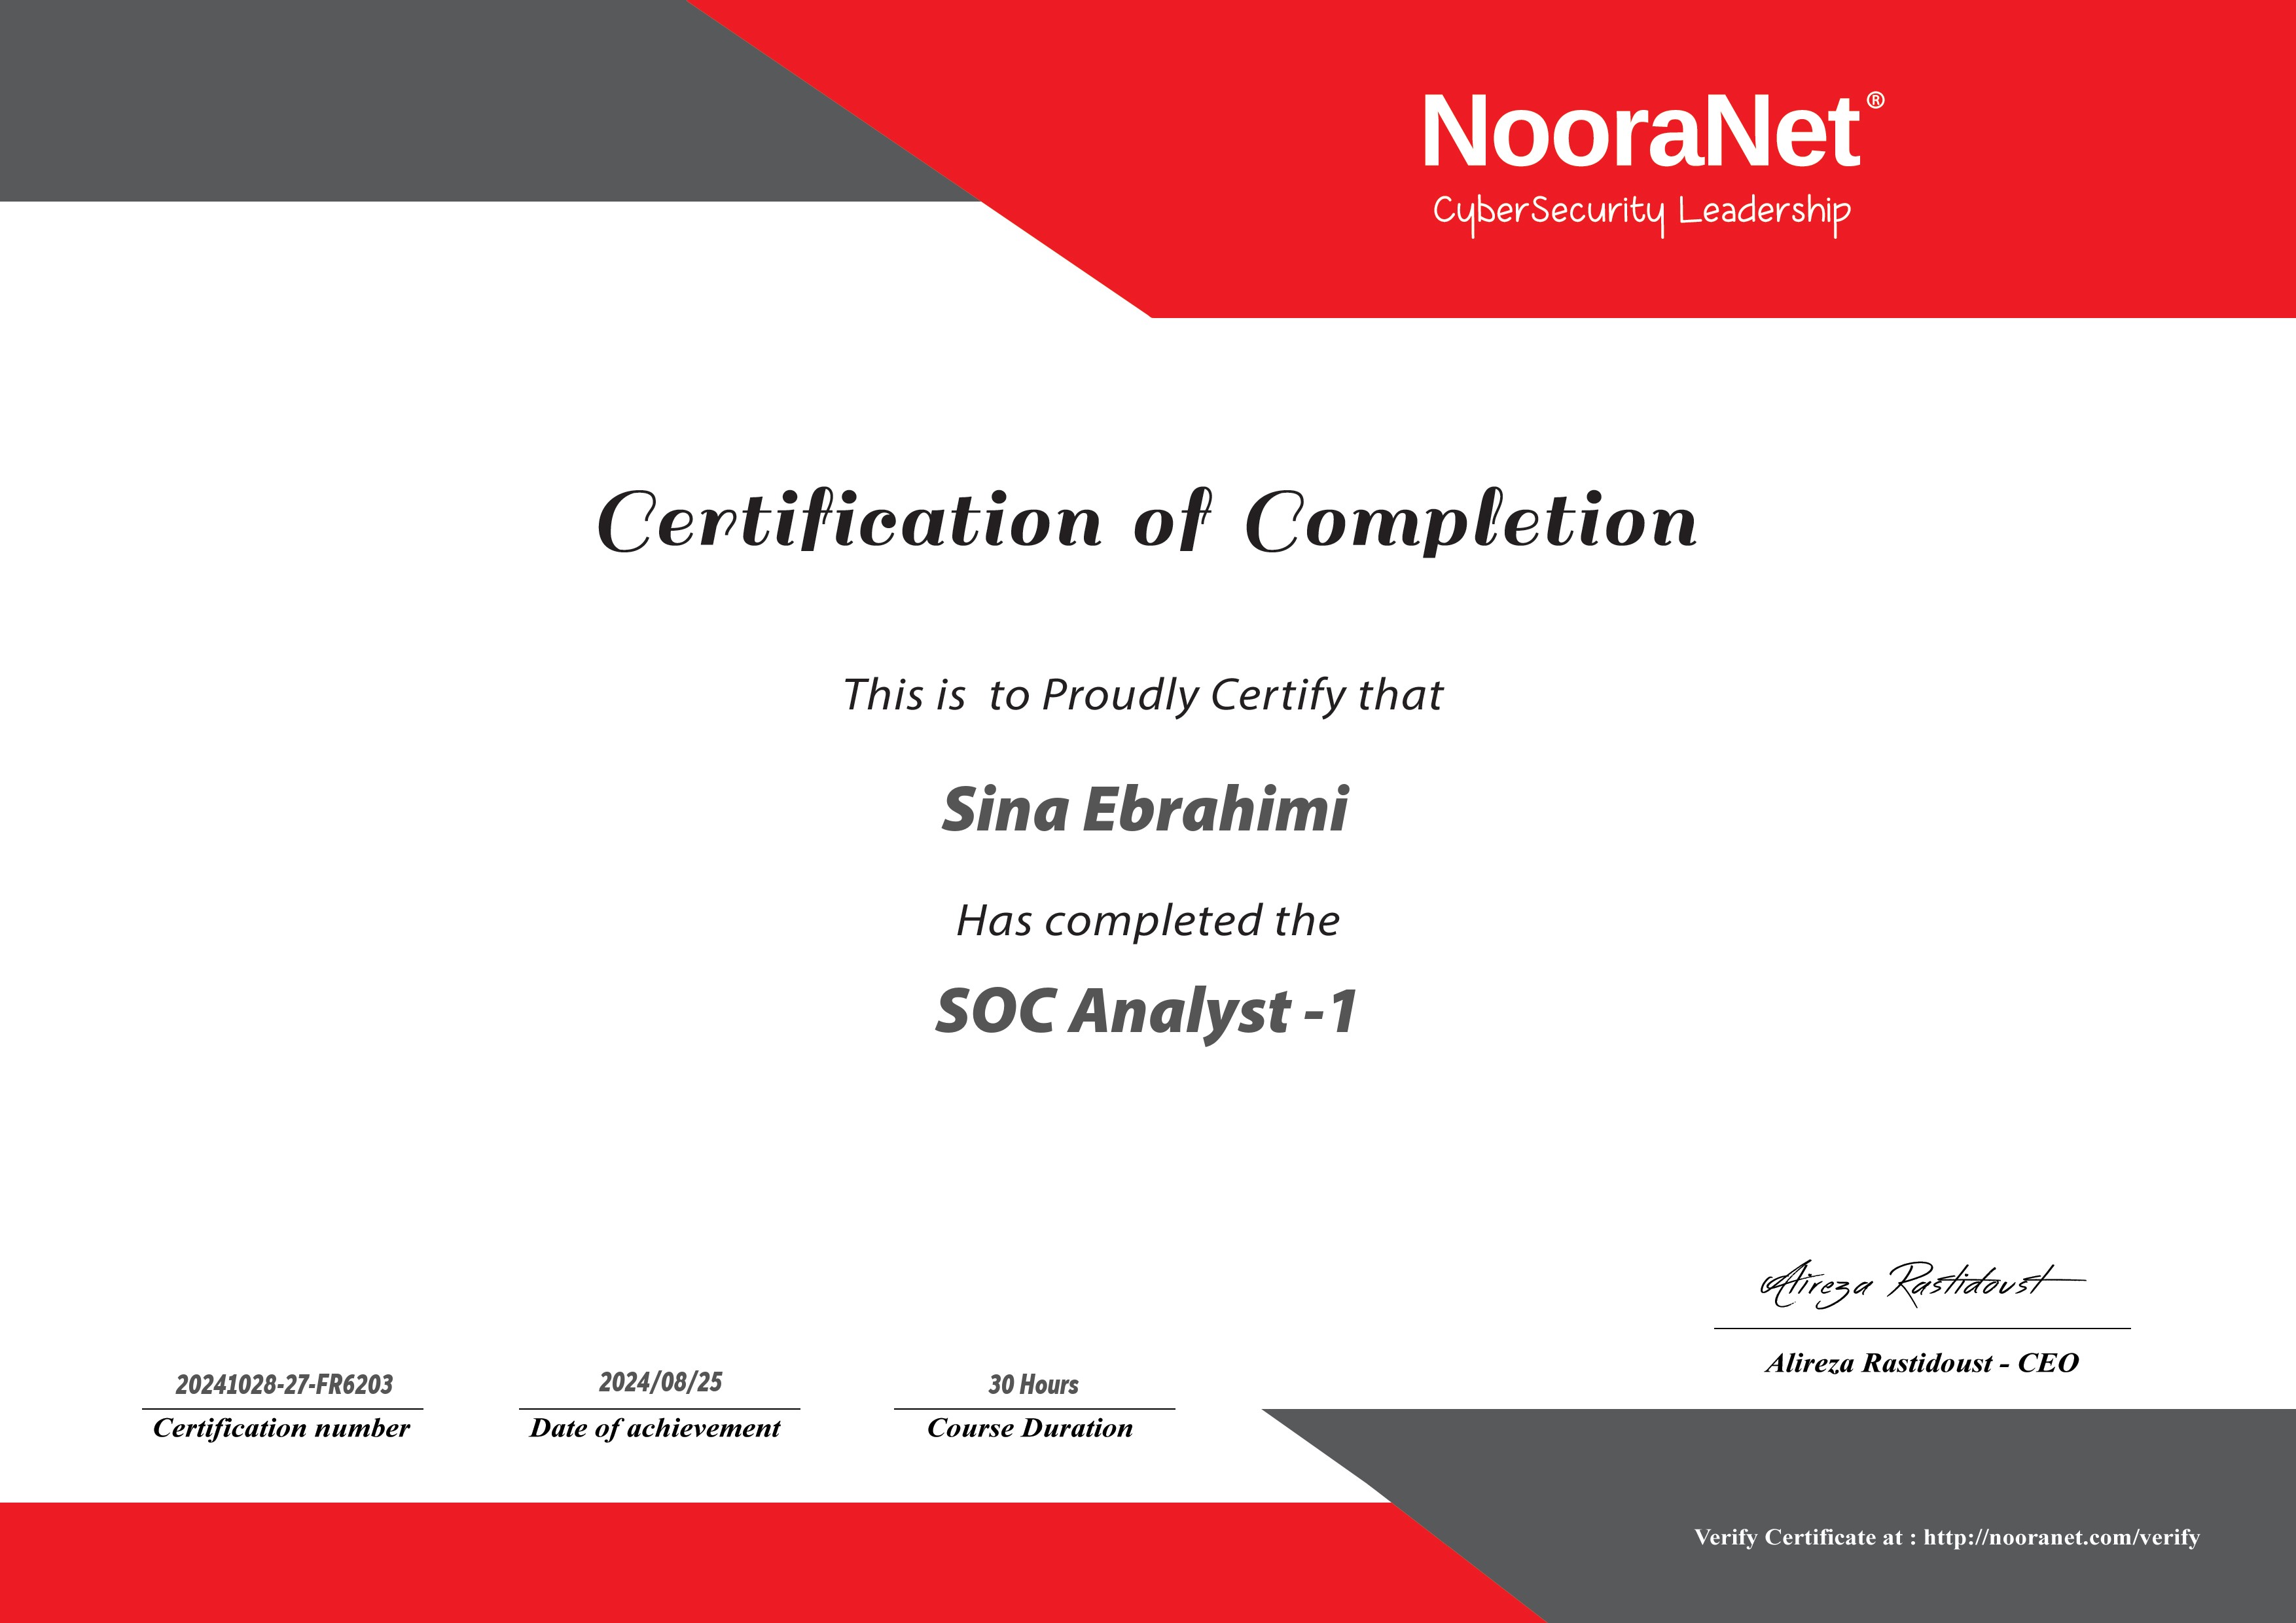 NooraNet®
CyberSecurity Leadership
Certification of Completion
This is to Proudly Certify that
Sina Ebrahimi
Has completed the
SOC Analyst -1
Alireza Rastidoust
Alireza Rastidoust - CEO
20241028-27-FR6203
Certification number
2024/08/25
Date of achievement
30 Hours
Course Duration
Verify Certificate at : http://nooranet.com/verify